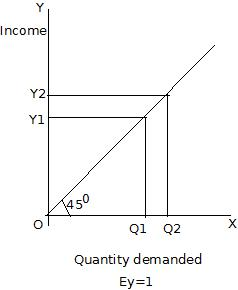 Y
Income
Y2
Y1
45⁰
O
Q1 Q2
X
Quantity demanded
Ey=1